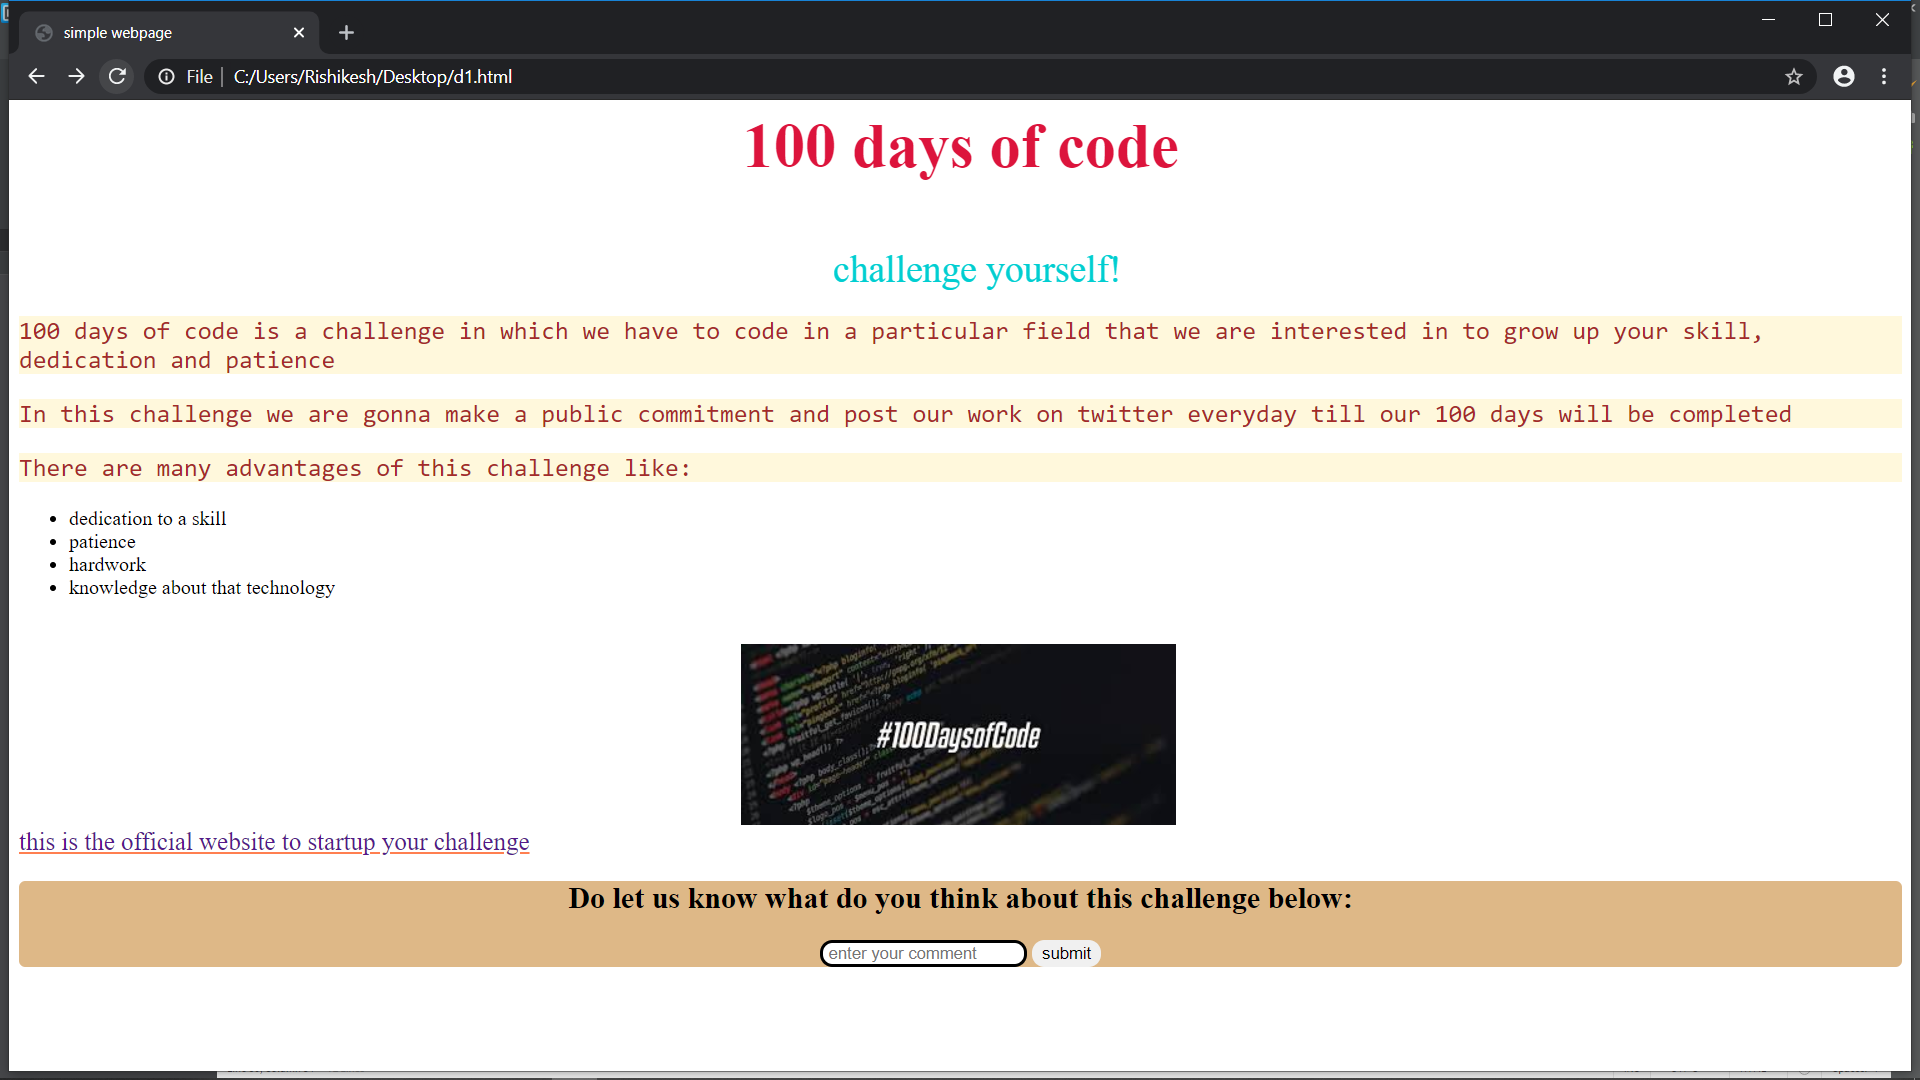 simple webpage
File
C:/Users/Rishikesh/Desktop/d1.html
100 days of code
challenge yourself!
100 days of code is a challenge in which we have to code in a particular field that we are interested in to grow up your skill,
dedication and patience
In this challenge we are gonna make a public commitment and post our work on twitter everyday till our 100 days will be completed
There are many advantages of this challenge like:
dedication to a skill
patience
hardwork
knowledge about that technology
#100DaysofCode
this is the official website to startup your challenge
Do let us know what do you think about this challenge below:
enter your comment
submit